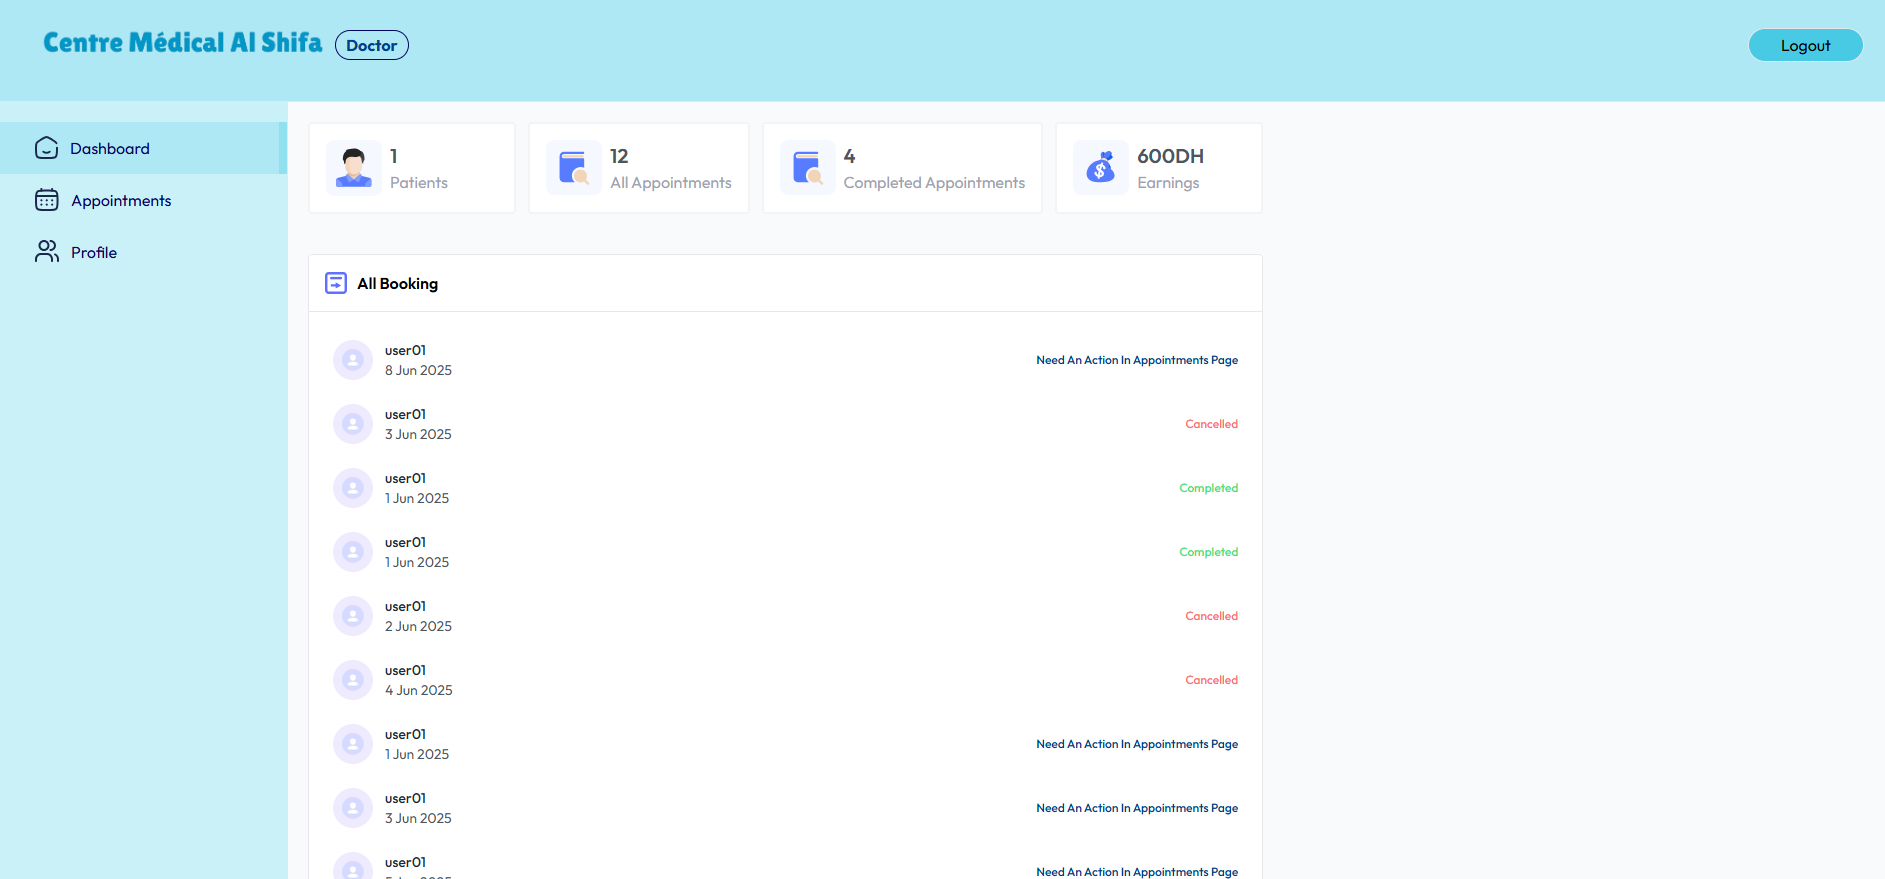 Centre Médical Al Shifa
Doctor
Logout
Dashboard
Appointments
Profile
1
Patients
12
All Appointments
4
Completed Appointments
600DH
Earnings
All Booking
user01
8 Jun 2025
Need An Action In Appointments Page
user01
3 Jun 2025
Cancelled
user01
1 Jun 2025
Completed
user01
1 Jun 2025
Completed
user01
2 Jun 2025
Cancelled
user01
4 Jun 2025
Cancelled
user01
1 Jun 2025
Need An Action In Appointments Page
user01
3 Jun 2025
Need An Action In Appointments Page
user01
Need An Action In Appointments Page